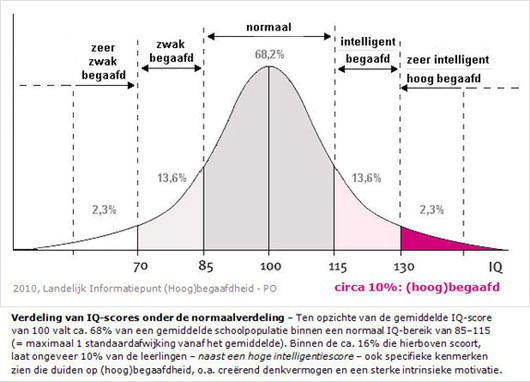 normaal
zeer zwak begaafd
zwak begaafd
intelligent begaafd
zeer intelligent hoog begaafd
68,2%
13,6%
13,6%
2,3%
2,3%
70 85 100 115 130 IQ
2010, Landelijk Informatiepunt (Hoog)begaafdheid - PO
circa 10%: (hoog)begaafd
Verdeling van IQ-scores onder de normaalverdeling – Ten opzichte van de gemiddelde IQ-score
van 100 valt ca. 68% van een gemiddelde schoolpopulatie binnen een normaal IQ-bereik van 85–115
(= maximaal 1 standaardafwijking vanaf het gemiddelde). Binnen de ca. 16% die hierboven scoort,
laat ongeveer 10% van de leerlingen – naast een hoge intelligentiescore – ook specifieke kenmerken
zien die duiden op (hoog)begaafdheid, o.a. creërend denkvermogen en een sterke intrinsieke motivatie.